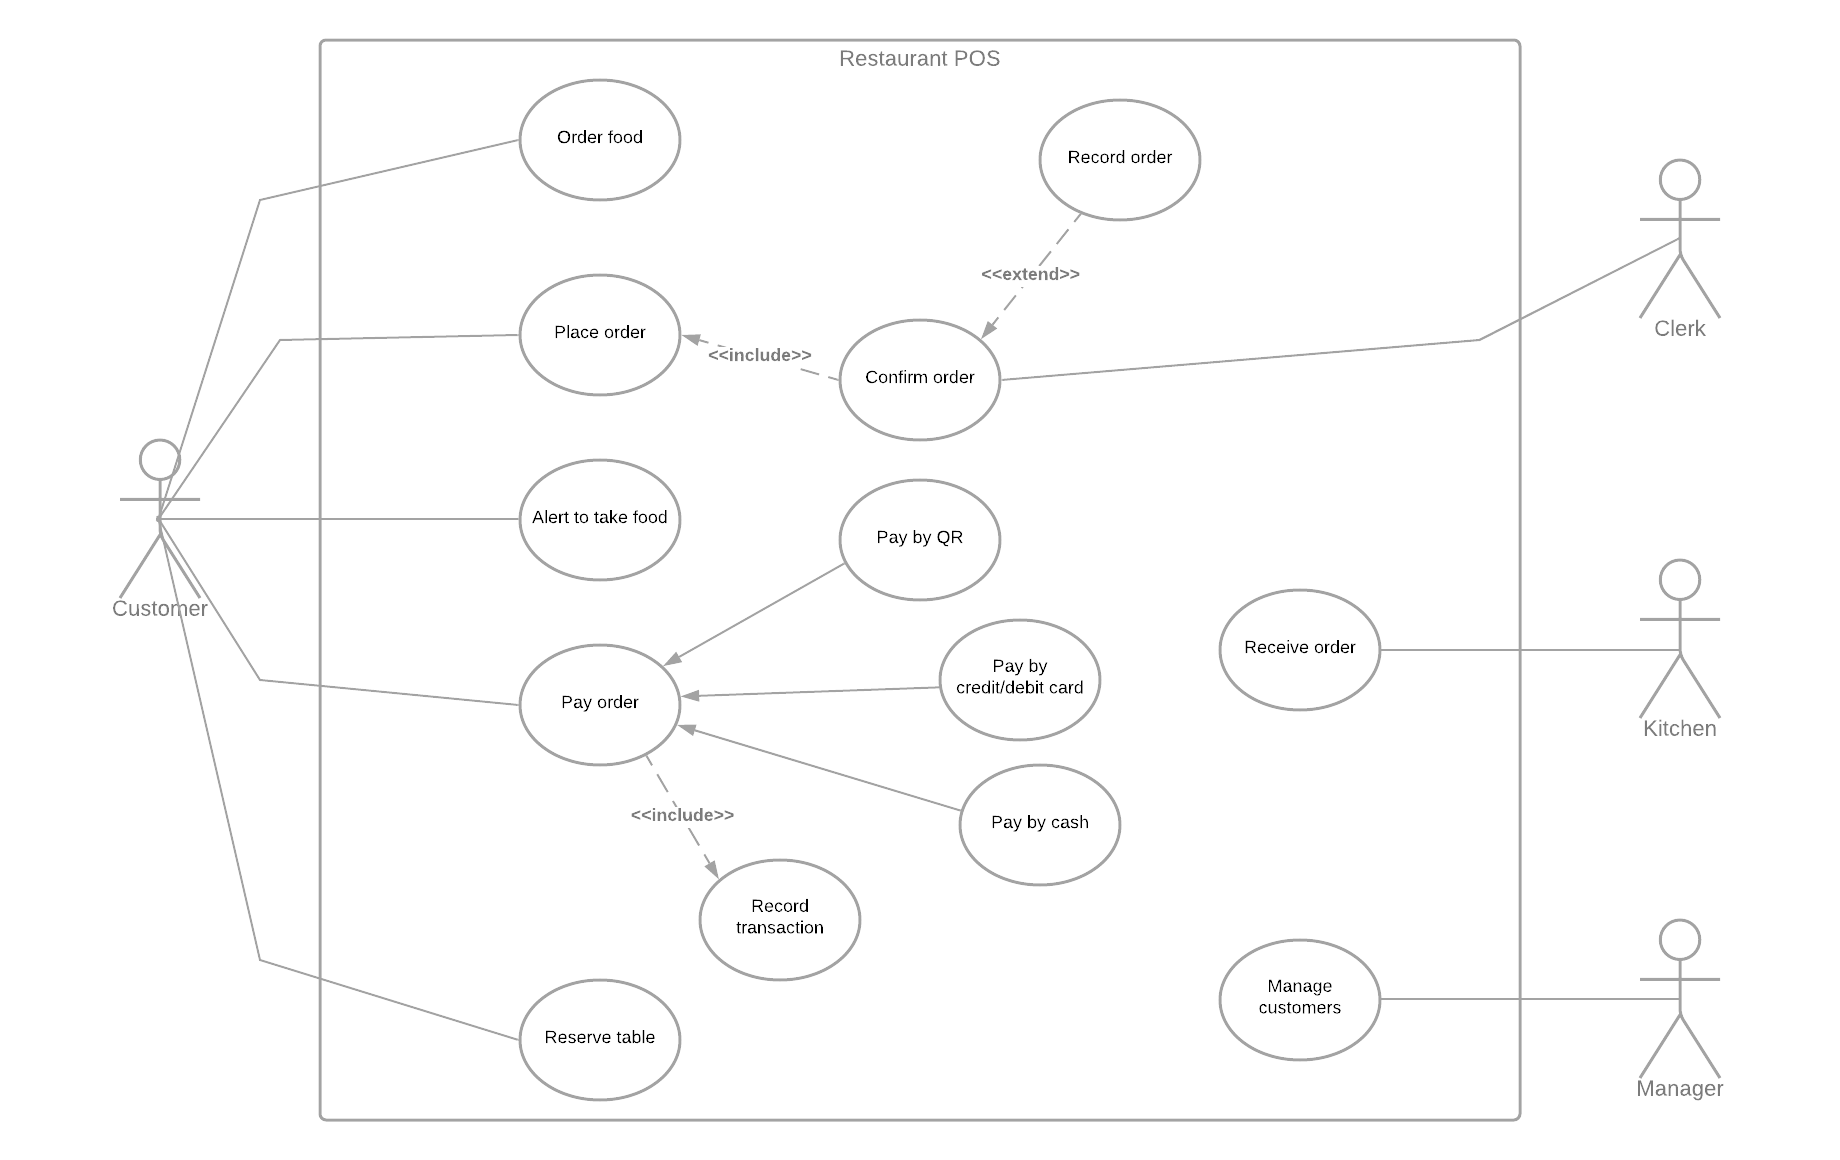 Restaurant POS
Order food
Record order
<<extend>>
Clerk
Place order
<<include>>
Confirm order
Alert to take food
Pay by QR
Customer
Receive order
Pay by
credit/debit card
Pay order
Kitchen
<<include>>
Pay by cash
Record
transaction
Manage
customers
Reserve table
Manager